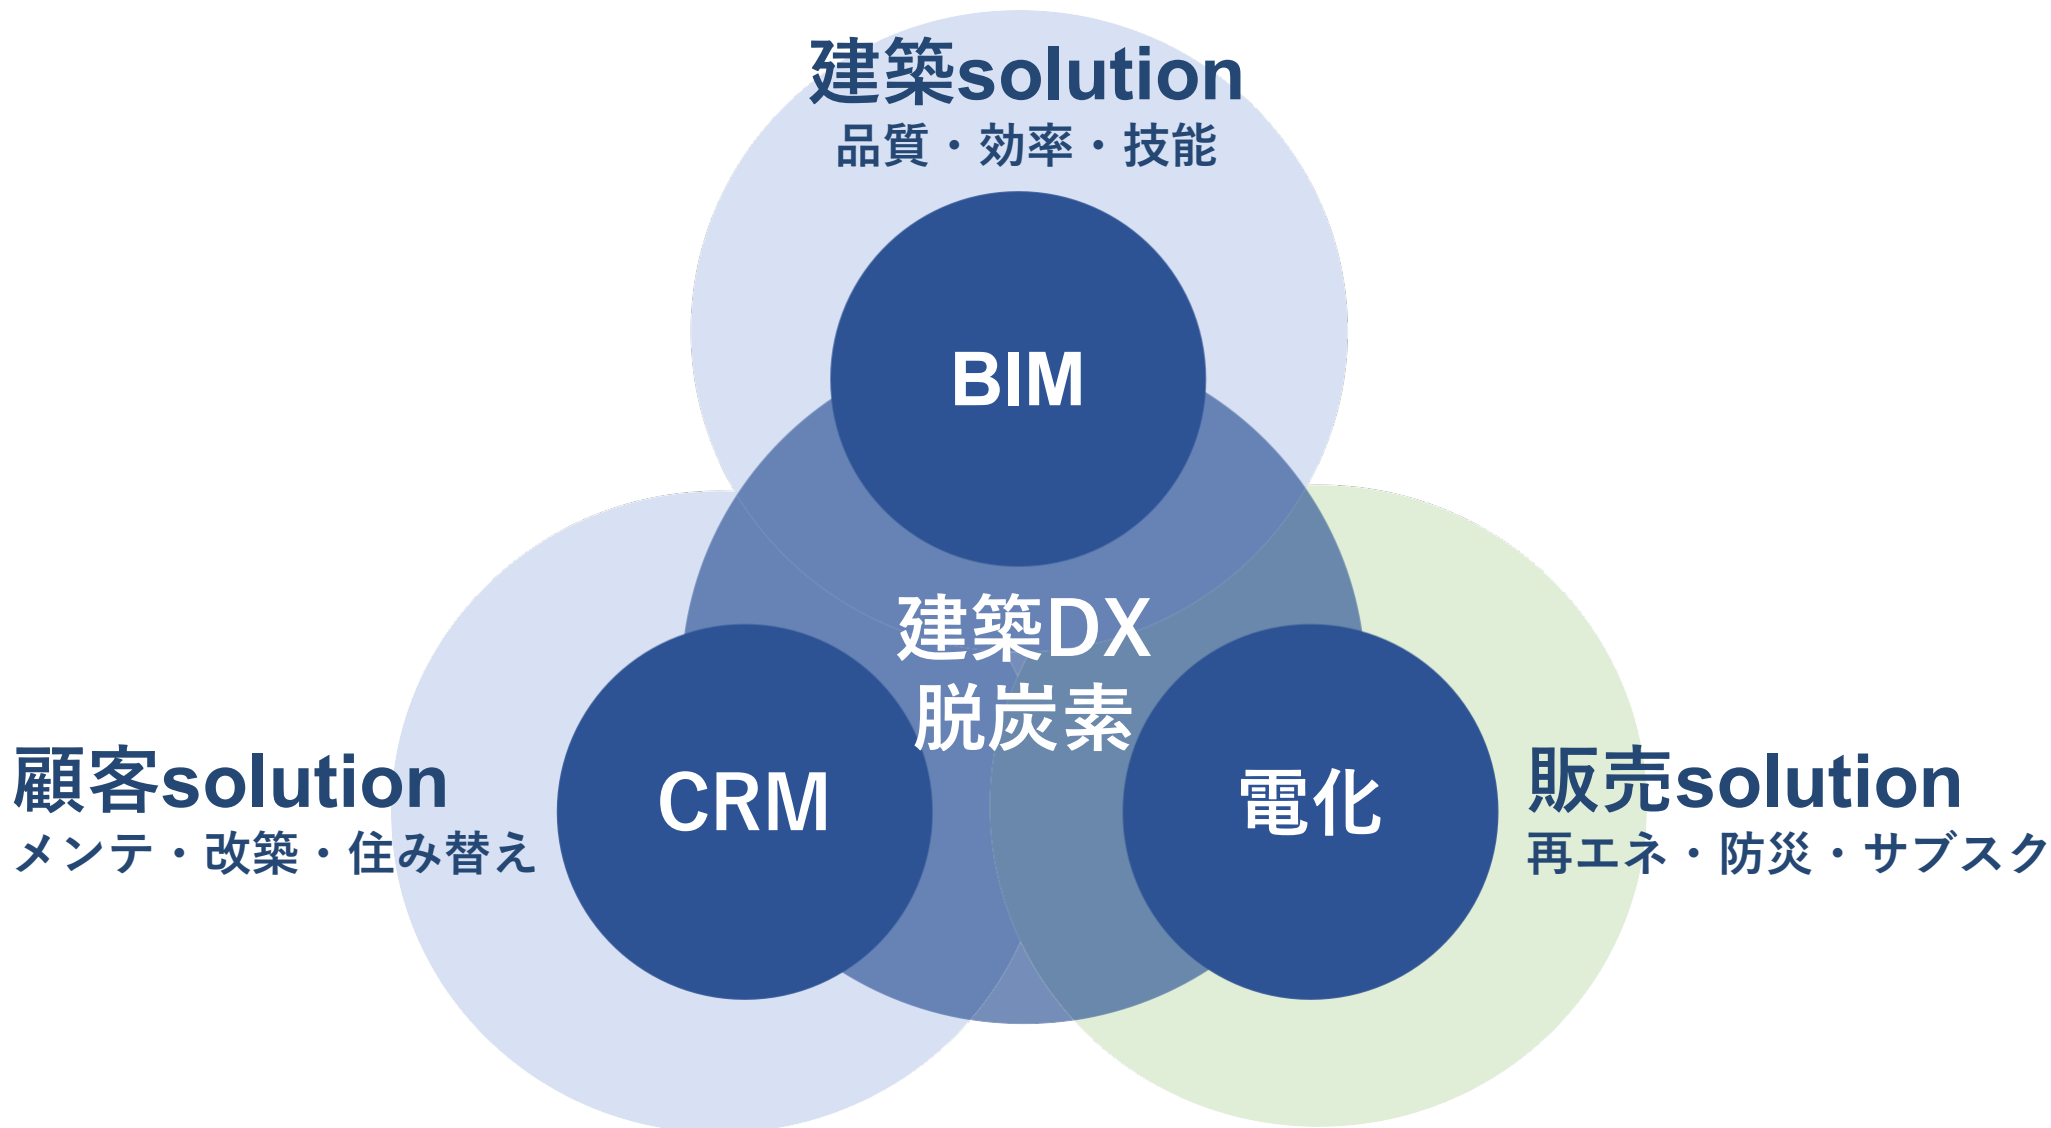 建築solution
品質・効率・技能
BIM
建築DX
脱炭素
顧客solution
メンテ・改築・住み替え
CRM
電化
販売solution
再エネ・防災・サブスク